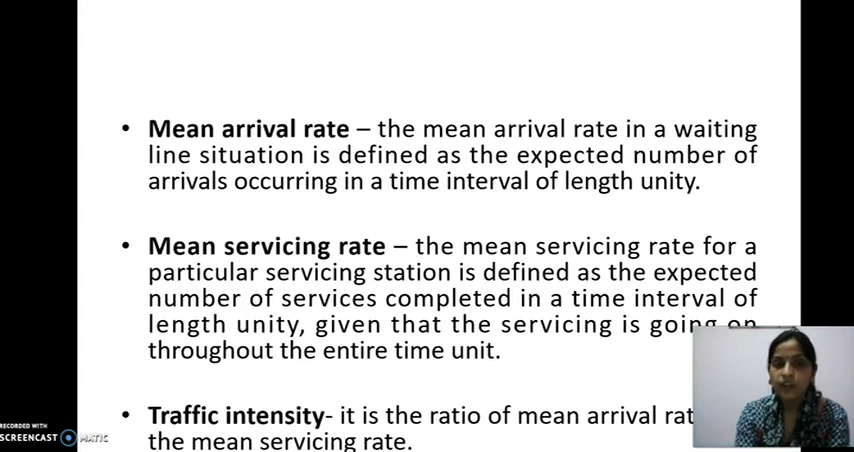 • Mean arrival rate – the mean arrival rate in a waiting
line situation is defined as the expected number of
arrivals occurring in a time interval of length unity.
• Mean servicing rate – the mean servicing rate for a
particular servicing station is defined as the expected
number of services completed in a time interval of
length unity, given that the servicing is going on
throughout the entire time unit.
• Traffic intensity- it is the ratio of mean arrival
the mean servicing rate.
RECORDED WITH
SCREENCAST MATIC